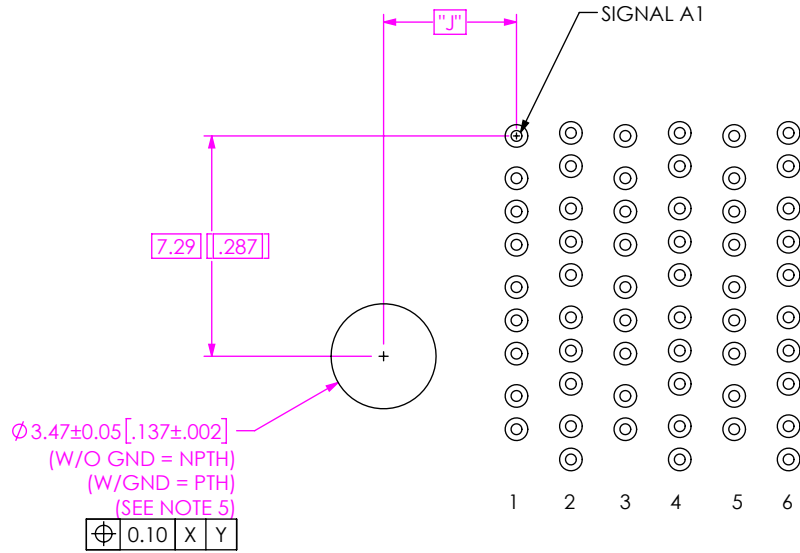 "J"
SIGNAL A1
7.29 [.287]
Ø3.47±0.05[.137±.002]
(W/O GND = NPTH)
(W/GND = PTH)
(SEE NOTE 5)
⌖ 0.10 X Y
1 2 3 4 5 6